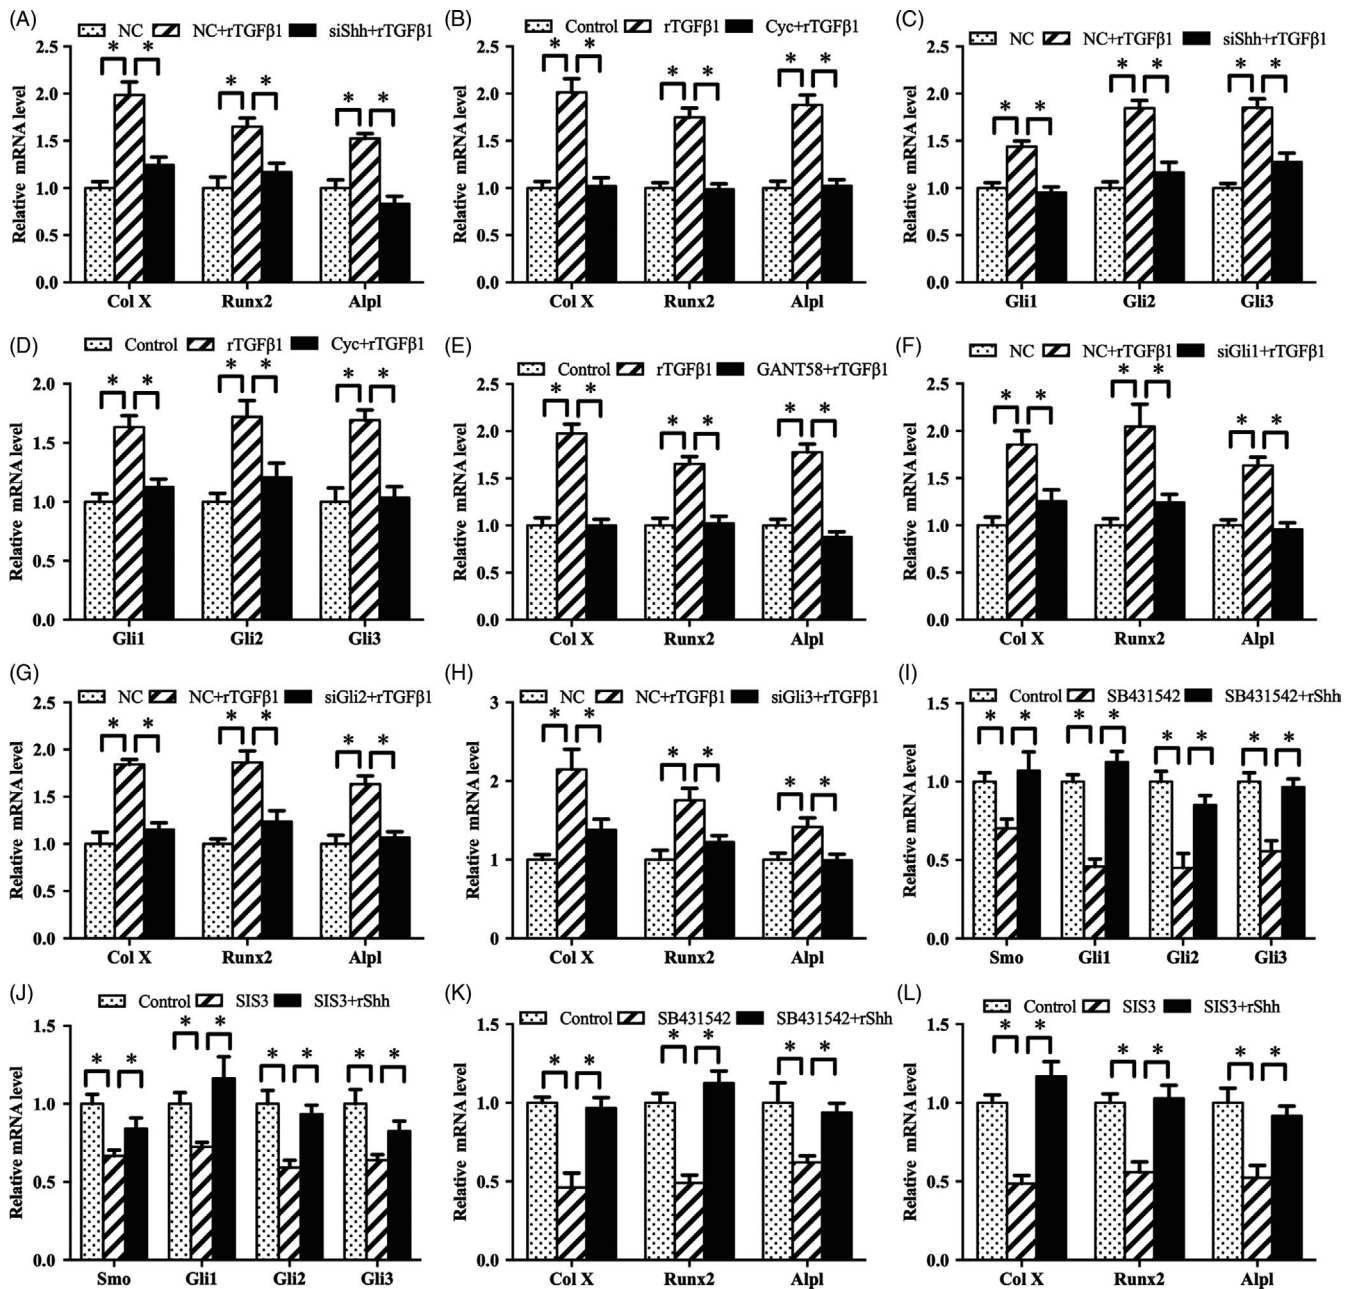 (A)
NC NC+rTGFβ1 siShh+rTGFβ1
* * * * * *
Relative mRNA level
2.5
2.0
1.5
1.0
0.5
0.0
Col X Runx2 Alpl
(B)
Control rTGFβ1 Cyc+rTGFβ1
* * * * * *
Relative mRNA level
2.5
2.0
1.5
1.0
0.5
0.0
Col X Runx2 Alpl
(C)
NC NC+rTGFβ1 siShh+rTGFβ1
* * * * * *
Relative mRNA level
2.5
2.0
1.5
1.0
0.5
0.0
Gli1 Gli2 Gli3
(D)
Control rTGFβ1 Cyc+rTGFβ1
* * * * * *
Relative mRNA level
2.0
1.5
1.0
0.5
0.0
Gli1 Gli2 Gli3
(E)
Control rTGFβ1 GANT58+rTGFβ1
* * * * * *
Relative mRNA level
2.5
2.0
1.5
1.0
0.5
0.0
Col X Runx2 Alpl
(F)
NC NC+rTGFβ1 siGli1+rTGFβ1
* * * * * *
Relative mRNA level
2.5
2.0
1.5
1.0
0.5
0.0
Col X Runx2 Alpl
(G)
NC NC+rTGFβ1 siGli2+rTGFβ1
* * * * * *
Relative mRNA level
2.5
2.0
1.5
1.0
0.5
0.0
Col X Runx2 Alpl
(H)
NC NC+rTGFβ1 siGli3+rTGFβ1
* * * * * *
Relative mRNA level
3
2
1
0
Col X Runx2 Alpl
(I)
Control SB431542 SB431542+rShh
* * * * * * * *
Relative mRNA level
1.5
1.0
0.5
0.0
Smo Gli1 Gli2 Gli3
(J)
Control SIS3 SIS3+rShh
* * * * * * * *
Relative mRNA level
1.5
1.0
0.5
0.0
Smo Gli1 Gli2 Gli3
(K)
Control SB431542 SB431542+rShh
* * * * * *
Relative mRNA level
1.5
1.0
0.5
0.0
Col X Runx2 Alpl
(L)
Control SIS3 SIS3+rShh
* * * * * *
Relative mRNA level
1.5
1.0
0.5
0.0
Col X Runx2 Alpl